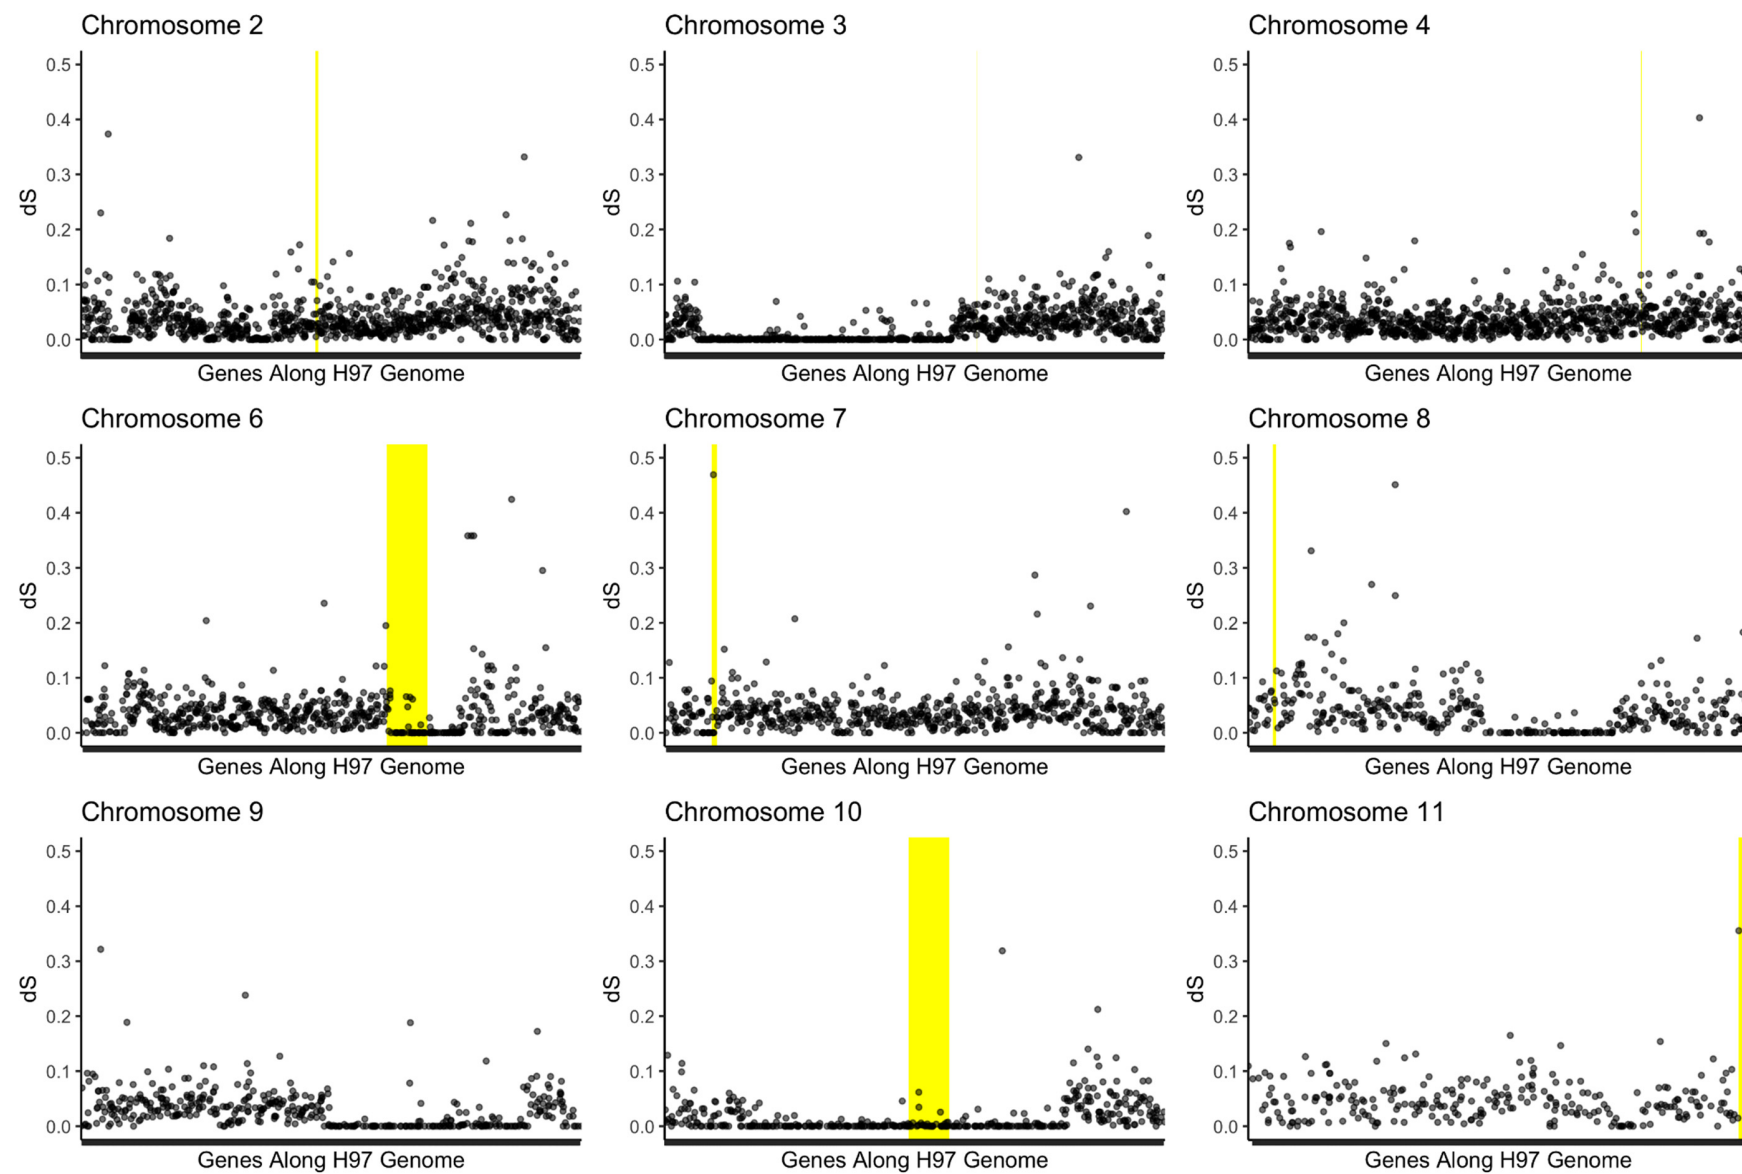 Chromosome 2
0.5
0.4
0.3
0.2
0.1
0.0
dS
Genes Along H97 Genome
Chromosome 3
0.5
0.4
0.3
0.2
0.1
0.0
dS
Genes Along H97 Genome
Chromosome 4
0.5
0.4
0.3
0.2
0.1
0.0
dS
Genes Along H97 Genome
Chromosome 6
0.5
0.4
0.3
0.2
0.1
0.0
dS
Genes Along H97 Genome
Chromosome 7
0.5
0.4
0.3
0.2
0.1
0.0
dS
Genes Along H97 Genome
Chromosome 8
0.5
0.4
0.3
0.2
0.1
0.0
dS
Genes Along H97 Genome
Chromosome 9
0.5
0.4
0.3
0.2
0.1
0.0
dS
Genes Along H97 Genome
Chromosome 10
0.5
0.4
0.3
0.2
0.1
0.0
dS
Genes Along H97 Genome
Chromosome 11
0.5
0.4
0.3
0.2
0.1
0.0
dS
Genes Along H97 Genome